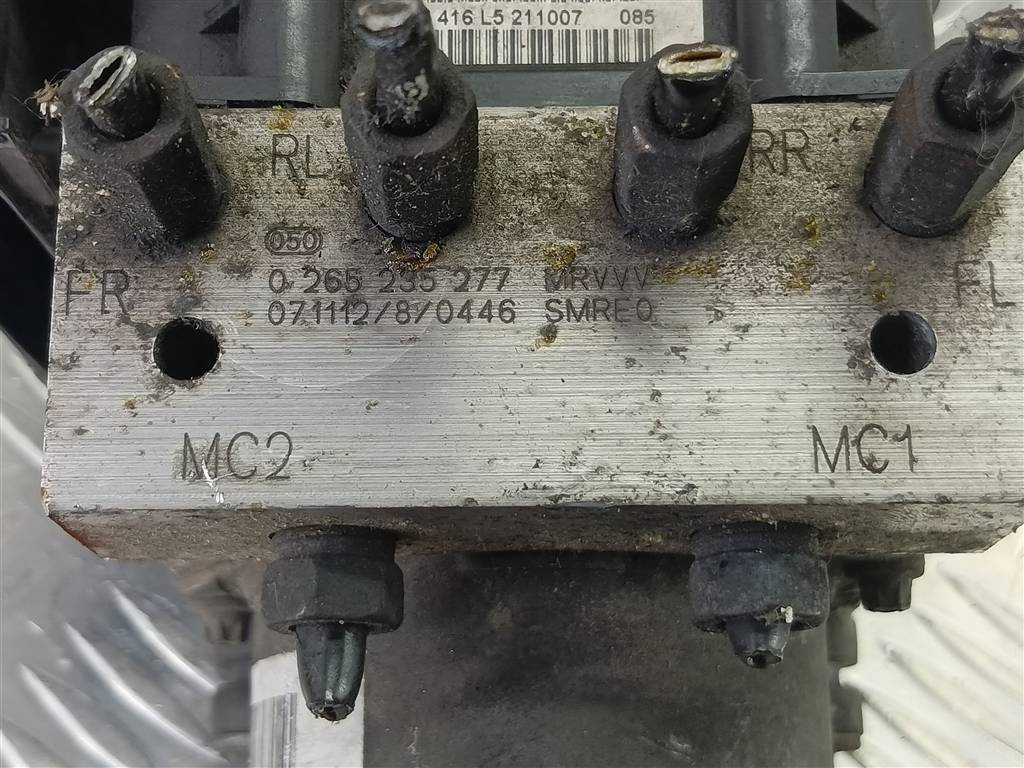 416 L5 211007 085
RL RR
050
FR 0 265 235 277 MRVVV FL
071112/8/0446 SMRE0
MC2 MC1